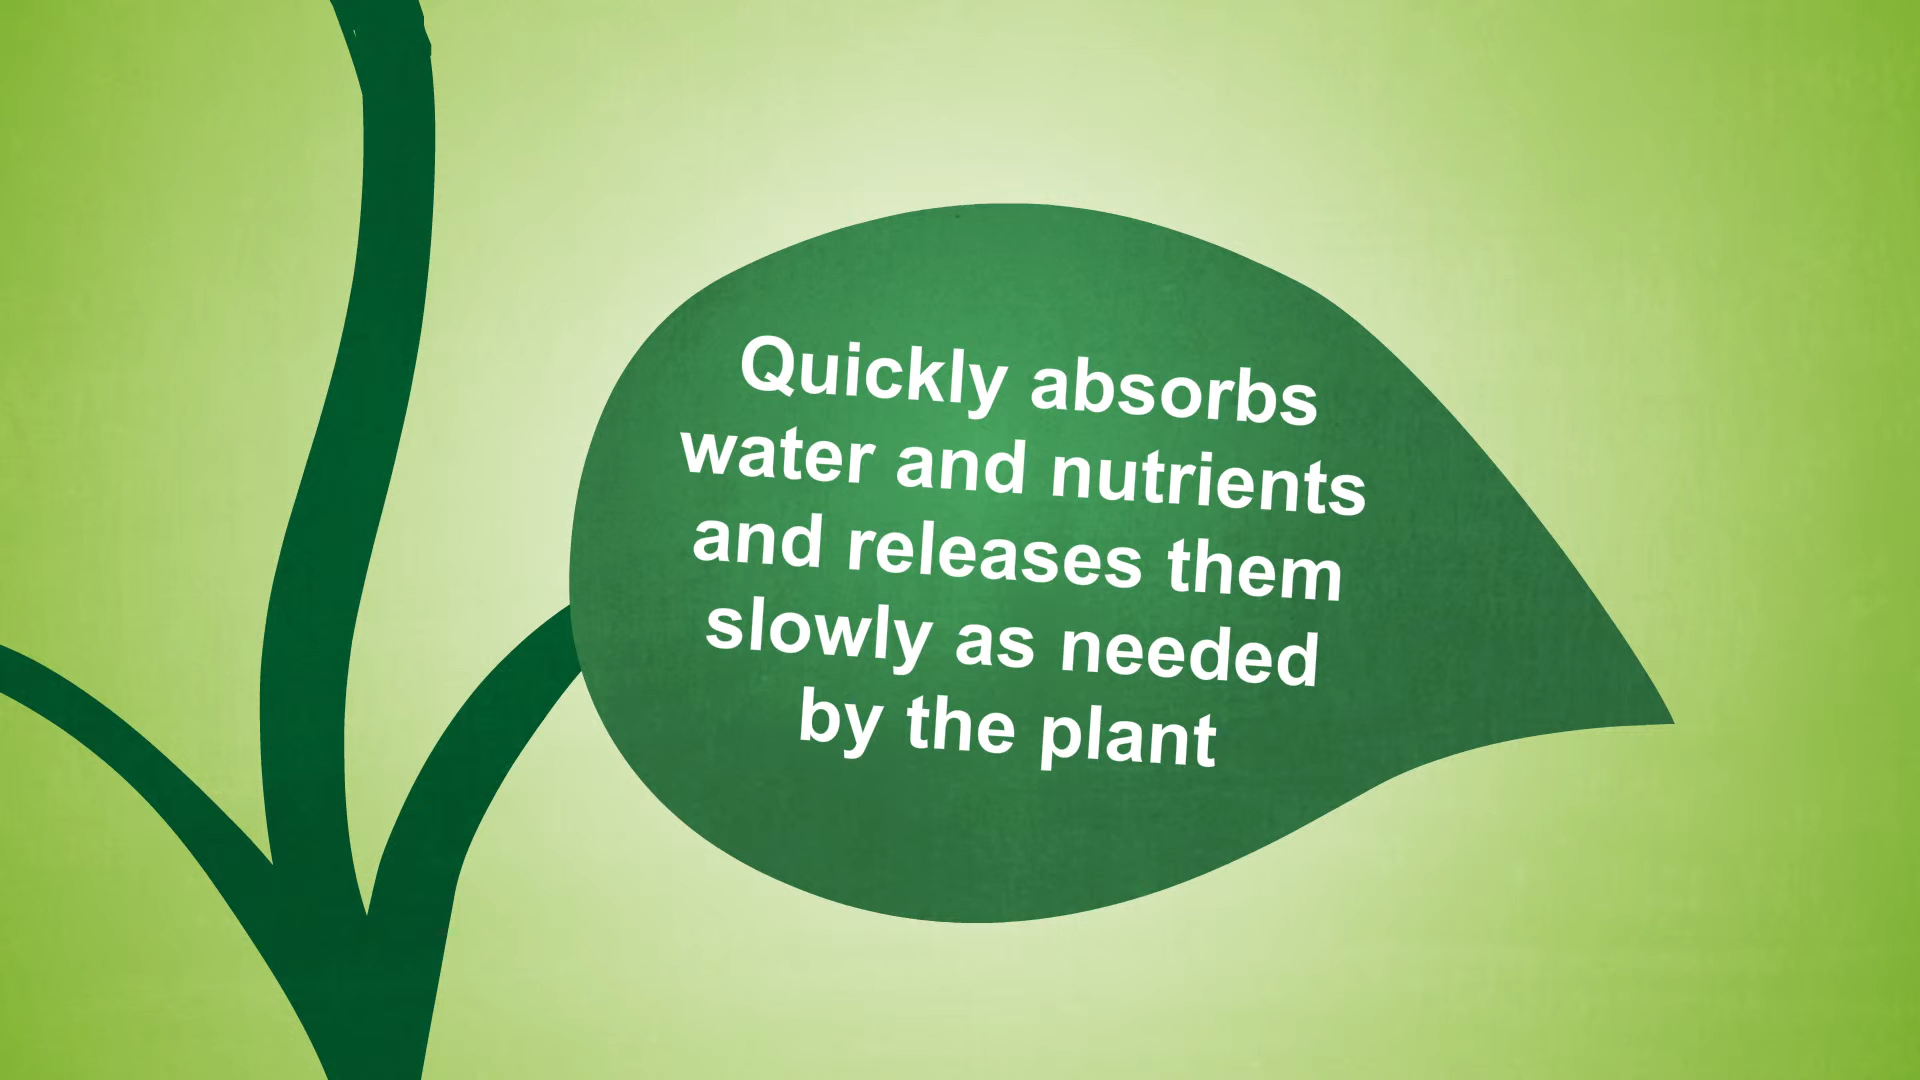 Quickly absorbs
water and nutrients
and releases them
slowly as needed
by the plant